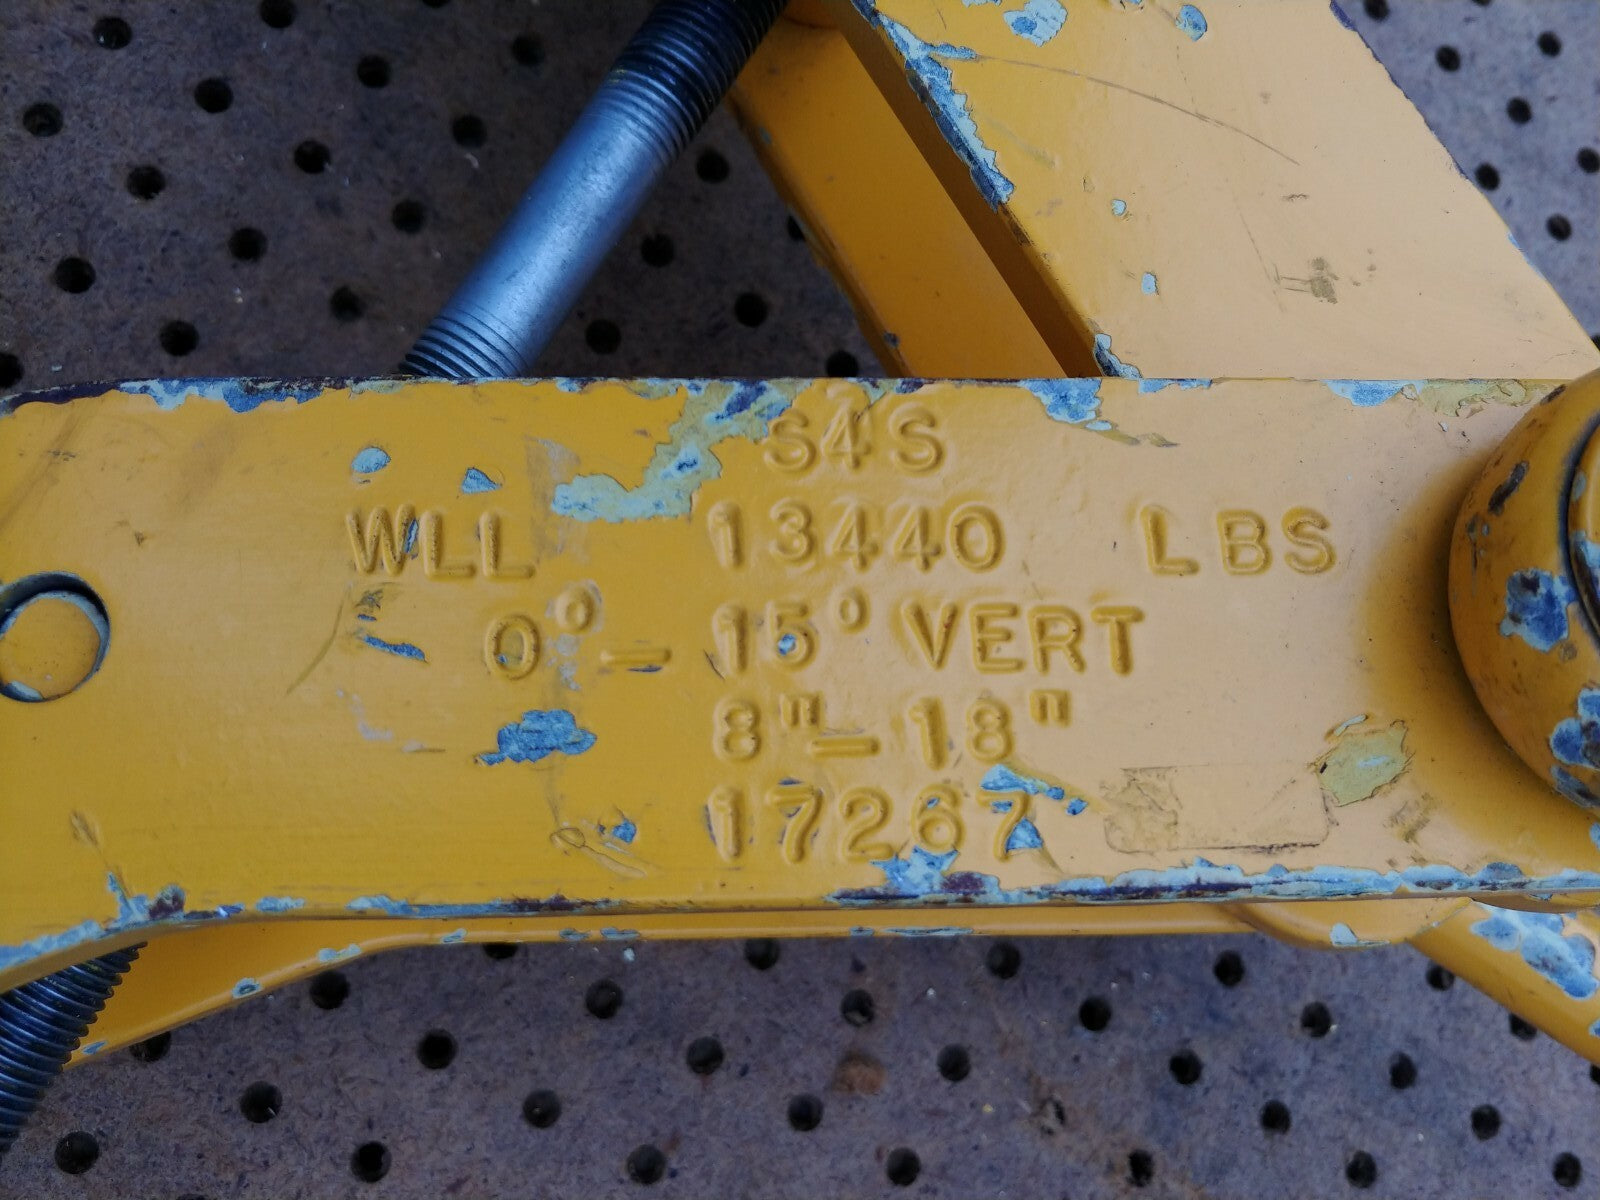 S4S
WLL 13440 LBS
0° - 15° VERT
8" - 18"
17267